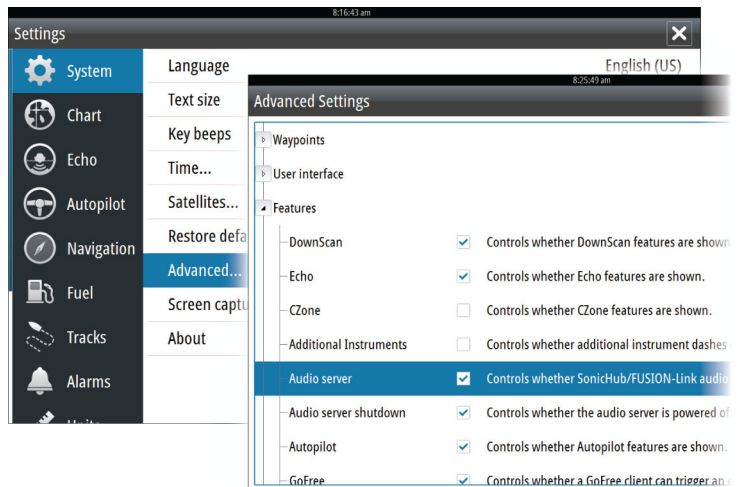 8:16:43 am
Settings
System
Chart
Echo
Autopilot
Navigation
Fuel
Tracks
Alarms
Language English (US)
Text size
Key beeps
Time...
Satellites...
Restore defa
Advanced...
Screen captu
About
8:25:49 am
Advanced Settings
Waypoints
User interface
Features
DownScan Controls whether DownScan features are shown
Echo Controls whether Echo features are shown.
CZone Controls whether CZone features are shown.
Additional Instruments Controls whether additional instrument dashes
Audio server Controls whether SonicHub/FUSION-Link audio
Audio server shutdown Controls whether the audio server is powered of
Autopilot Controls whether Autopilot features are shown.
GoFree Controls whether a GoFree client can trigger an